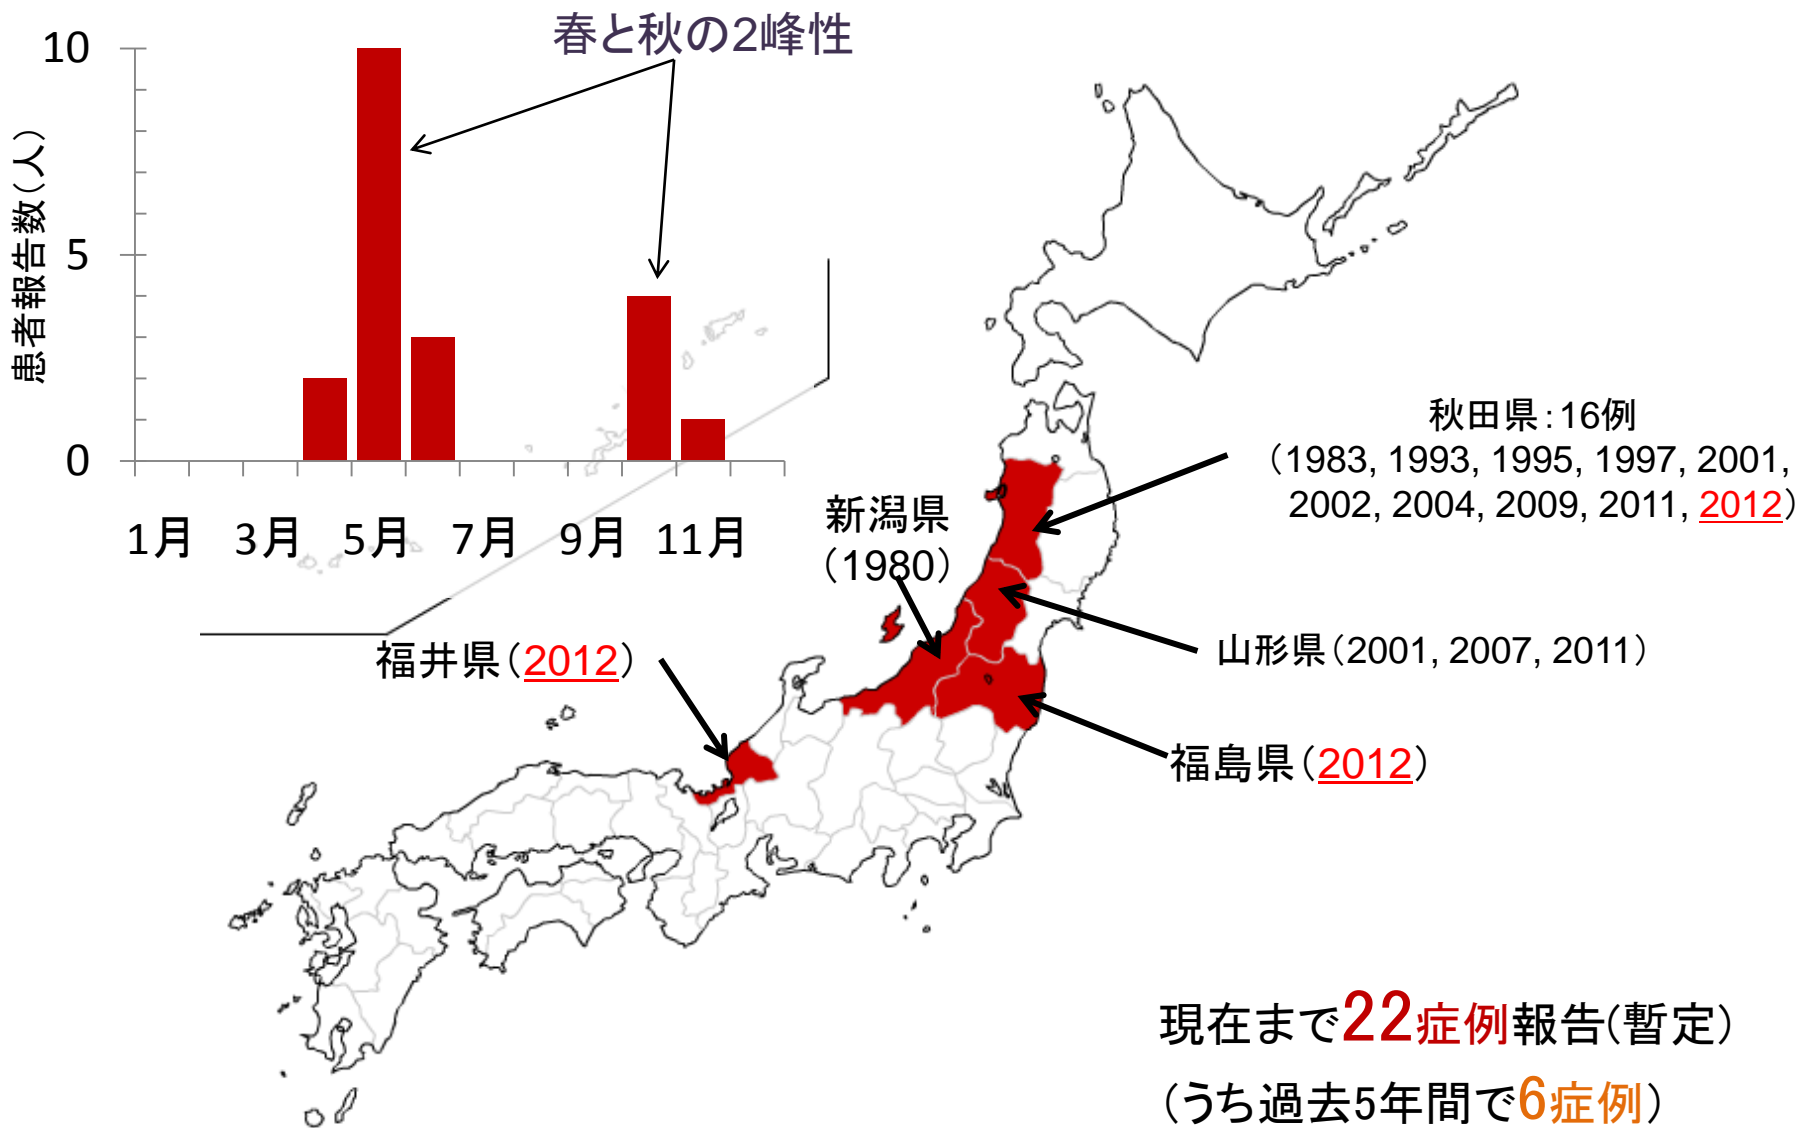 春と秋の2峰性
10
5
0
患者報告数(人)
1月 3月 5月 7月 9月 11月
秋田県:16例
(1983, 1993, 1995, 1997, 2001,
2002, 2004, 2009, 2011, 2012)
新潟県
(1980)
福井県(2012)
山形県(2001, 2007, 2011)
福島県(2012)
現在まで22症例報告(暫定)
(うち過去5年間で6症例)